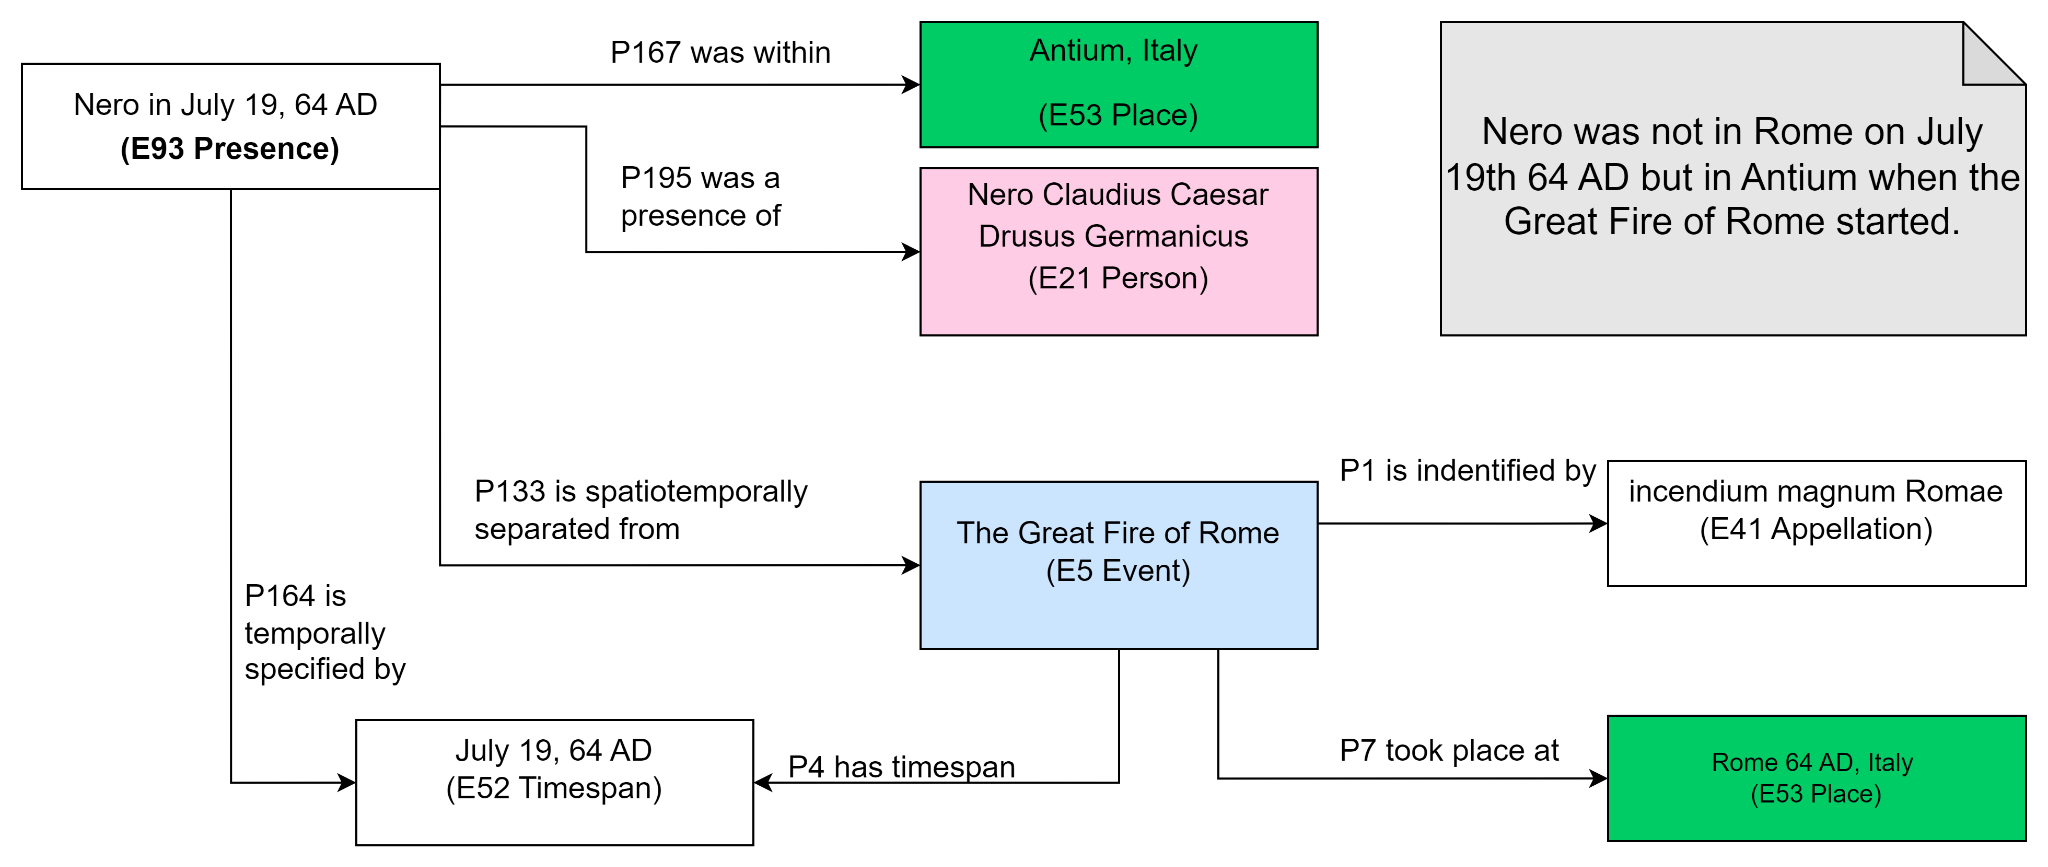 P167 was within
Antium, Italy
(E53 Place)
Nero in July 19, 64 AD
(E93 Presence)
Nero was not in Rome on July
19th 64 AD but in Antium when the
Great Fire of Rome started.
P195 was a
presence of
Nero Claudius Caesar
Drusus Germanicus
(E21 Person)
P133 is spatiotemporally
separated from
The Great Fire of Rome
(E5 Event)
P1 is indentified by
incendium magnum Romae
(E41 Appellation)
P164 is
temporally
specified by
July 19, 64 AD
(E52 Timespan)
P4 has timespan
P7 took place at
Rome 64 AD, Italy
(E53 Place)